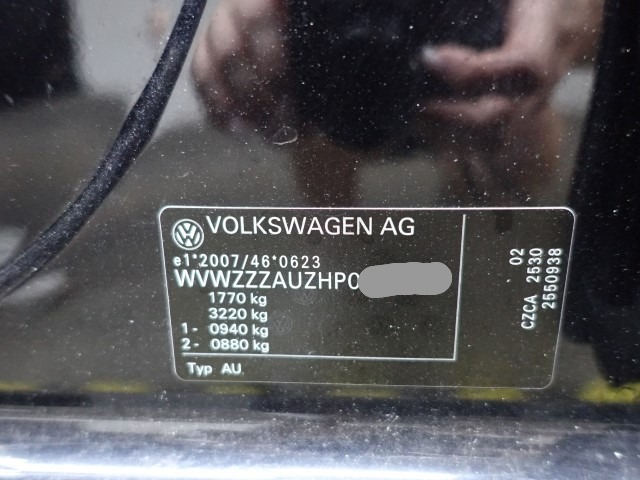 VOLKSWAGEN AG
e1*2007/46*0623
WVWZZZAUZHP0
1770 kg
3220 kg
1- 0940 kg
2- 0880 kg
Typ AU
02
CZCA 2530
2550938